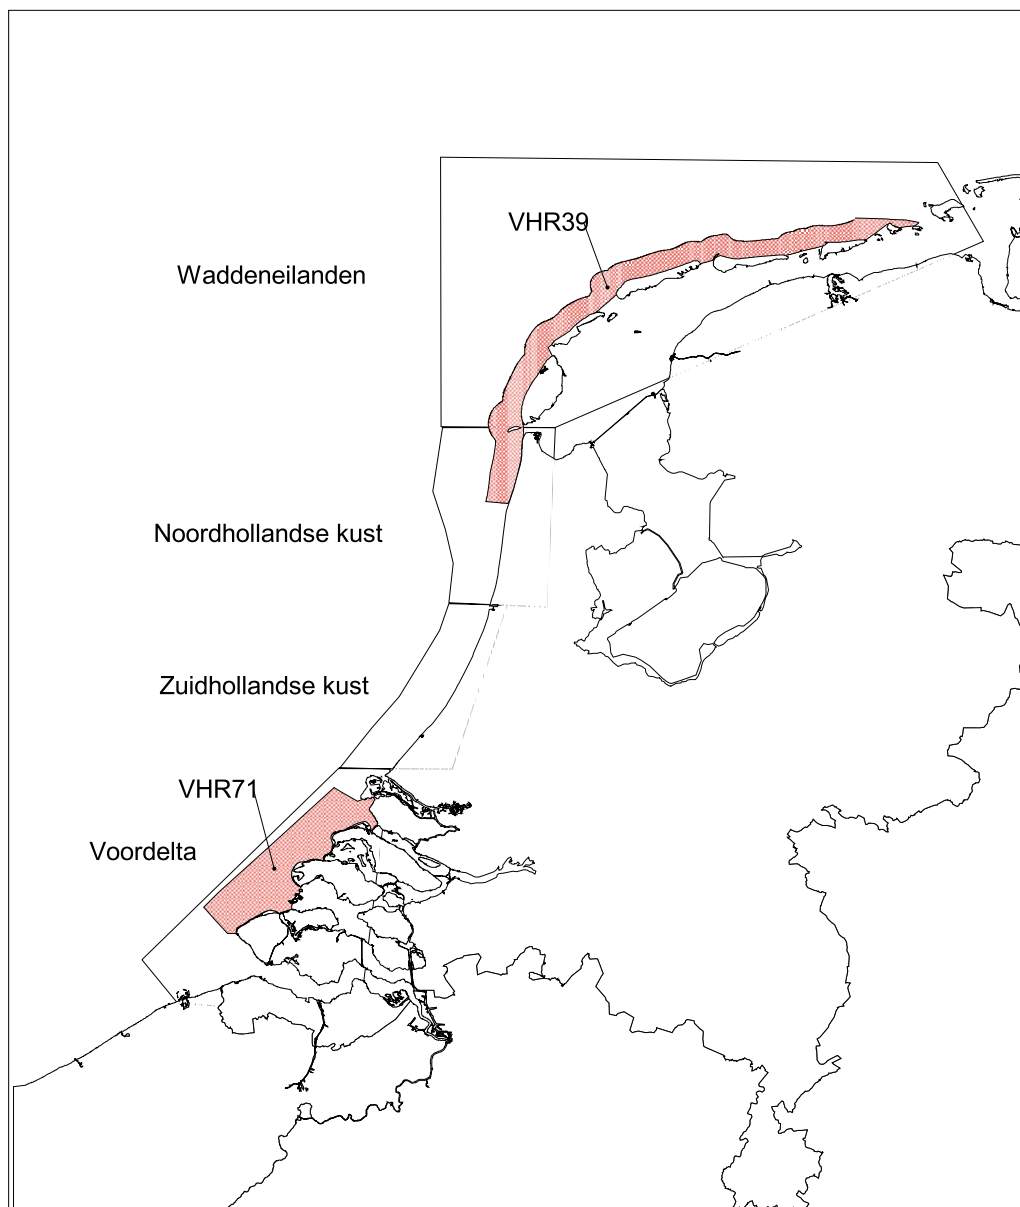 VHR39
Waddeneilanden
Noordhollandse kust
Zuidhollandse kust
VHR71
Voordelta